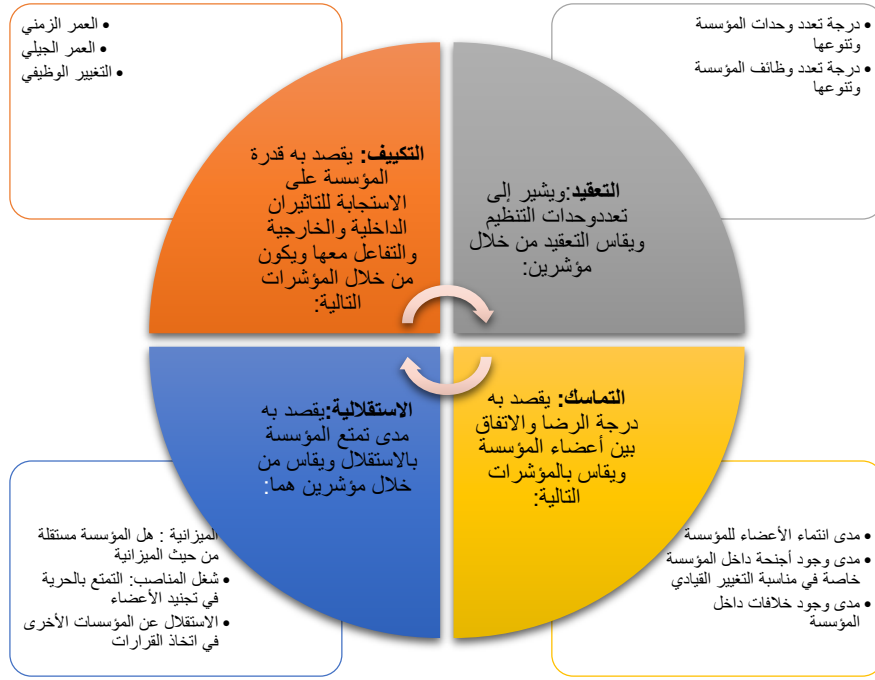 • درجة تعدد وحدات المؤسسة
وتنوعها
• درجة تعدد وظائف المؤسسة
وتنوعها
• العمر الزمني
• العمر الجيلي
• التغيير الوظيفي
التعقيد:ويشير إلى
تعددوحدات التنظيم
ويقاس التعقيد من خلال
مؤشرين:
التكييف: يقصد به قدرة
المؤسسة على
الاستجابة للتاثيران
الداخلية والخارجية
والتفاعل معها ويكون
من خلال المؤشرات
التالية:
التماسك: يقصد به
درجة الرضا والاتفاق
بين أعضاء المؤسسة
ويقاس بالمؤشرات
التالية:
الاستقلالية:يقصد به
مدى تمتع المؤسسة
بالاستقلال ويقاس من
خلال مؤشرين هما:
• مدى انتماء الأعضاء للمؤسسة
• مدى وجود أجنحة داخل المؤسسة
خاصة في مناسبة التغيير القيادي
• مدى وجود خلافات داخل
المؤسسة
الميزانية : هل المؤسسة مستقلة
من حيث الميزانية
• شغل المناصب: التمتع بالحرية
في تجنيد الأعضاء
• الاستقلال عن المؤسسات الأخرى
في اتخاذ القرارات